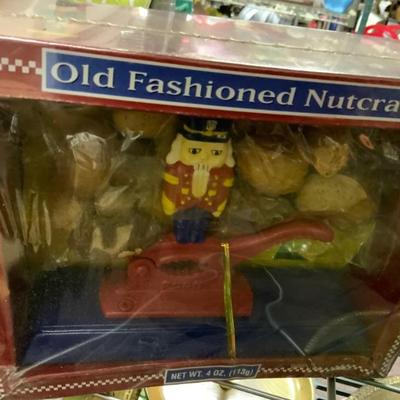 Old Fashioned Nutcra
NET WT. 4 OZ. (113g)